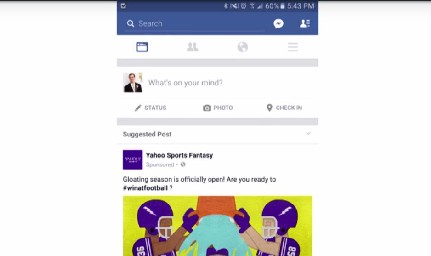 60% 5:43 PM
Search
What's on your mind?
STATUS PHOTO CHECK IN
Suggested Post
Yahoo Sports Fantasy
Sponsored
Gloating season is officially open! Are you ready to
#winatfootball ?